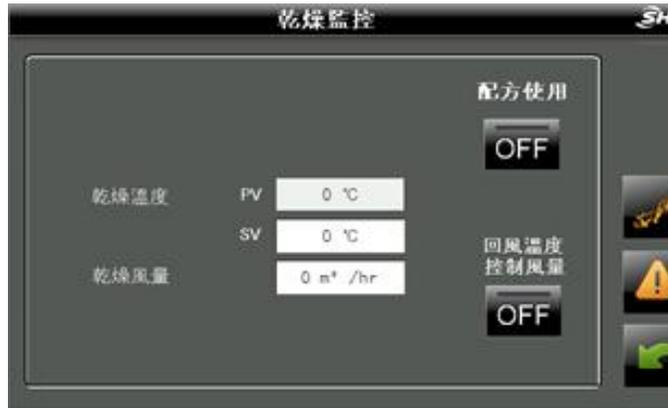 乾燥監控
配方使用
OFF
乾燥溫度 PV 0 ℃
SV 0 ℃
乾燥風量 0 m³ /hr
回風溫度
控制風量
OFF